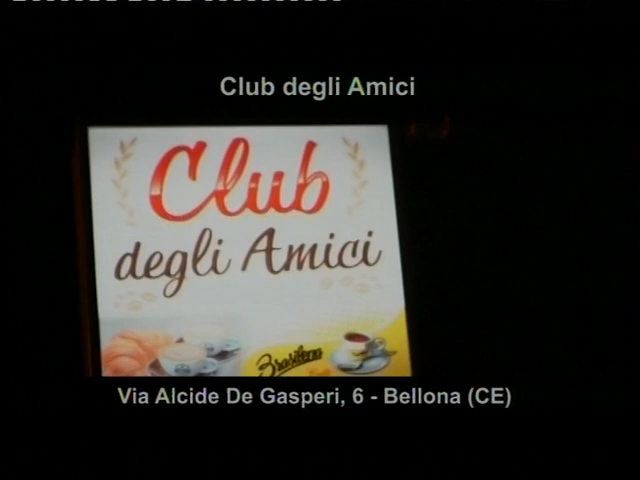 Club degli Amici
Club
degli Amici
Brasilena
Via Alcide De Gasperi, 6 - Bellona (CE)